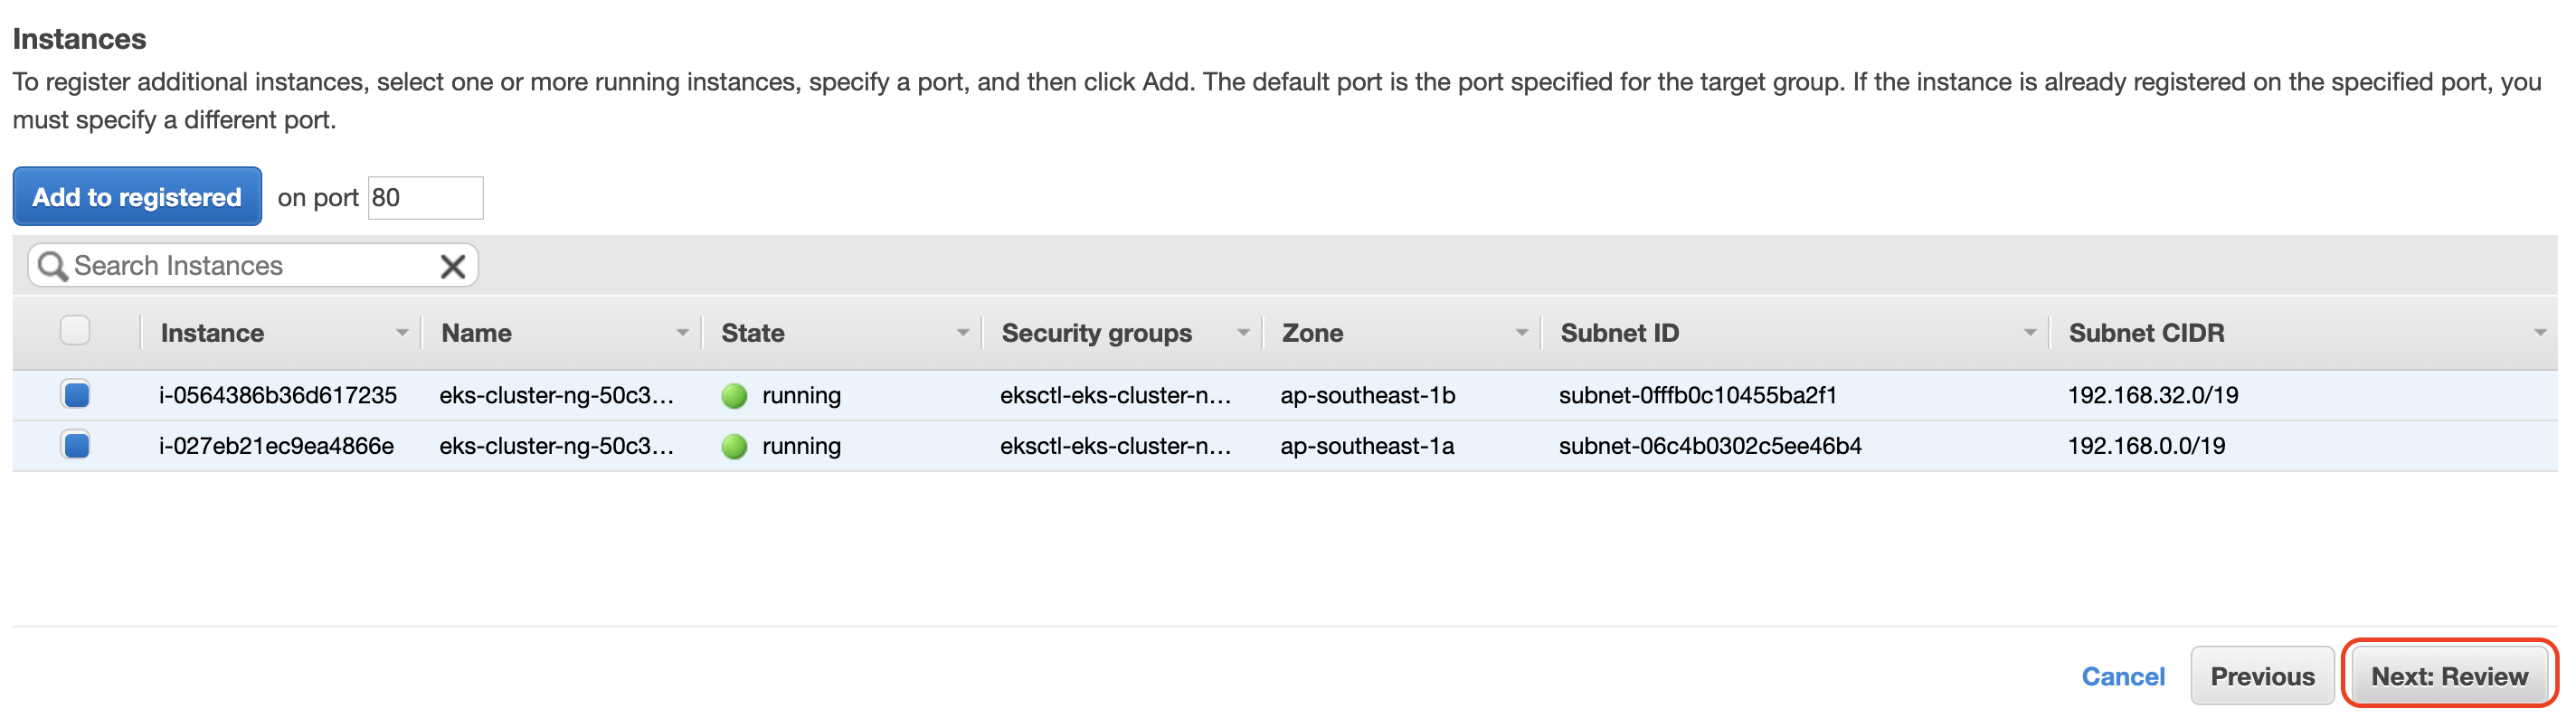 Instances
To register additional instances, select one or more running instances, specify a port, and then click Add. The default port is the port specified for the target group. If the instance is already registered on the specified port, you
must specify a different port.
Add to registered on port 80
Search Instances
Instance Name State Security groups Zone Subnet ID Subnet CIDR
i-0564386b36d617235 eks-cluster-ng-50c3... running eksctl-eks-cluster-n... ap-southeast-1b subnet-0fffb0c10455ba2f1 192.168.32.0/19
i-027eb21ec9ea4866e eks-cluster-ng-50c3... running eksctl-eks-cluster-n... ap-southeast-1a subnet-06c4b0302c5ee46b4 192.168.0.0/19
Cancel Previous Next: Review